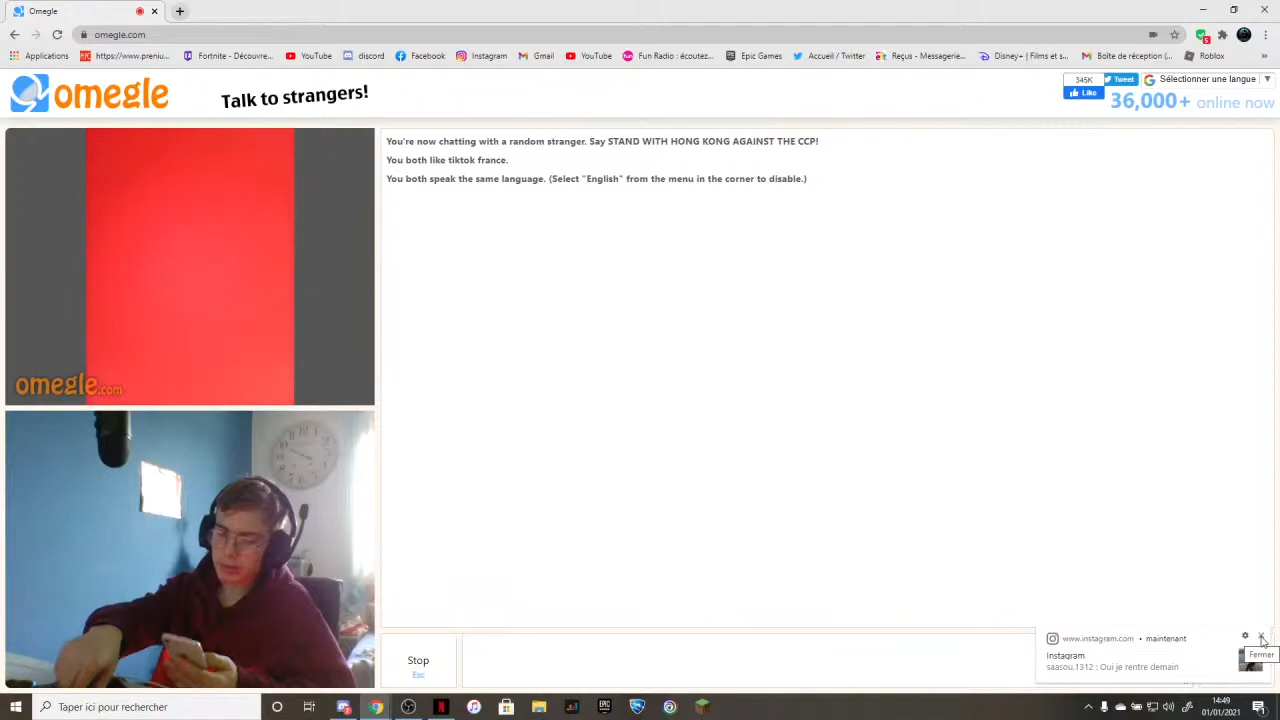 Omegle
omegle.com
Applications
https://www.preniu...
Fortnite - Découvre...
YouTube
discord
Facebook
Instagram
Gmail
YouTube
Fun Radio : écoutez...
Epic Games
Accueil / Twitter
Reçus - Messagerie...
Disney+ | Films et s...
Boîte de réception (...
Roblox
omegle
Talk to strangers!
345K
Like
Tweet
Sélectionner une langue
36,000+ online now
You're now chatting with a random stranger. Say STAND WITH HONG KONG AGAINST THE CCP!
You both like tiktok france.
You both speak the same language. (Select "English" from the menu in the corner to disable.)
omegle.com
Stop
Esc
www.instagram.com • maintenant
Fermer
Instagram
saasou.1312 : Oui je rentre demain
Taper ici pour rechercher
14:49
01/01/2021